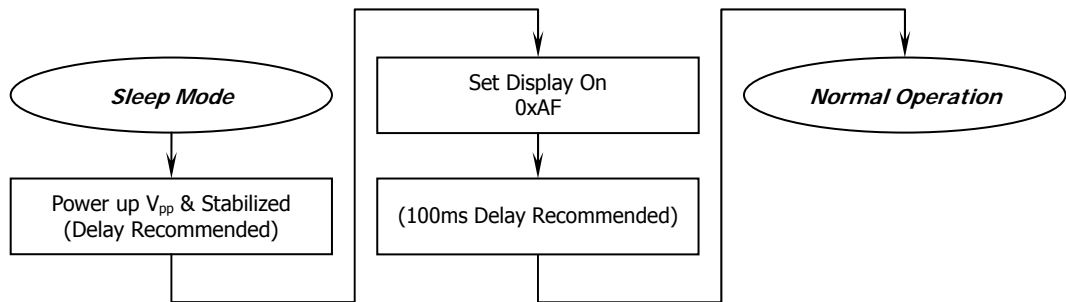 Sleep Mode
Power up Vpp & Stabilized
(Delay Recommended)
Set Display On
0xAF
(100ms Delay Recommended)
Normal Operation